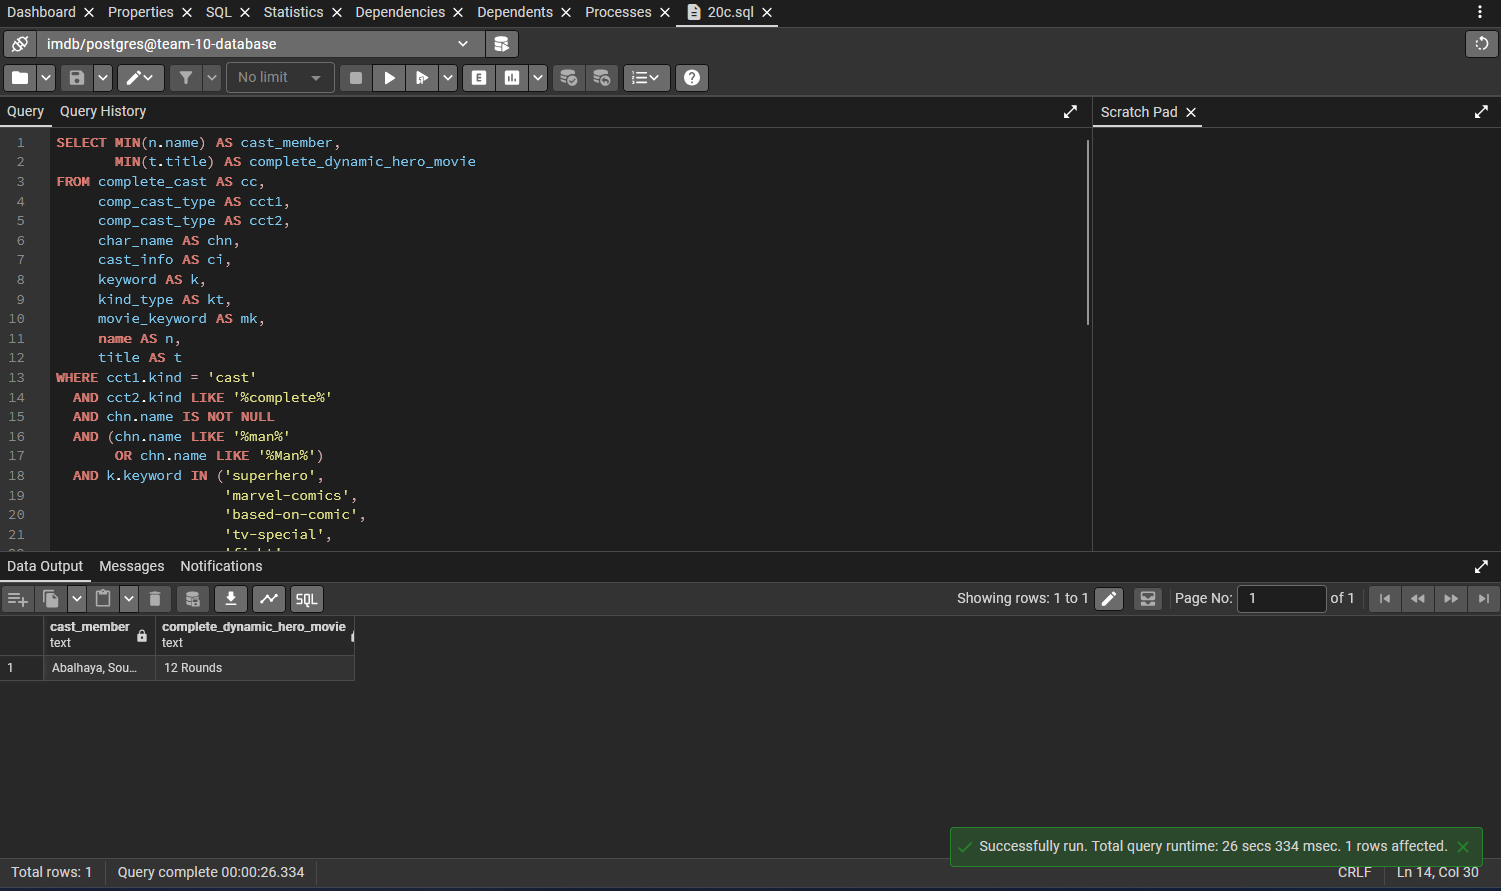 Dashboard Properties SQL Statistics Dependencies Dependents Processes 20c.sql
imdb/postgres@team-10-database
No limit
Query Query History Scratch Pad
1 SELECT MIN(n.name) AS cast_member,
2 MIN(t.title) AS complete_dynamic_hero_movie
3 FROM complete_cast AS cc,
4 comp_cast_type AS cct1,
5 comp_cast_type AS cct2,
6 char_name AS chn,
7 cast_info AS ci,
8 keyword AS k,
9 kind_type AS kt,
10 movie_keyword AS mk,
11 name AS n,
12 title AS t
13 WHERE cct1.kind = 'cast'
14 AND cct2.kind LIKE '%complete%'
15 AND chn.name IS NOT NULL
16 AND (chn.name LIKE '%man%'
17 OR chn.name LIKE '%Man%')
18 AND k.keyword IN ('superhero',
19 'marvel-comics',
20 'based-on-comic',
21 'tv-special',
Data Output Messages Notifications
SQL Showing rows: 1 to 1 Page No: 1 of 1
cast_member complete_dynamic_hero_movie
text text
1 Abalhaya, Sou... 12 Rounds
Successfully run. Total query runtime: 26 secs 334 msec. 1 rows affected.
Total rows: 1 Query complete 00:00:26.334 CRLF Ln 14, Col 30